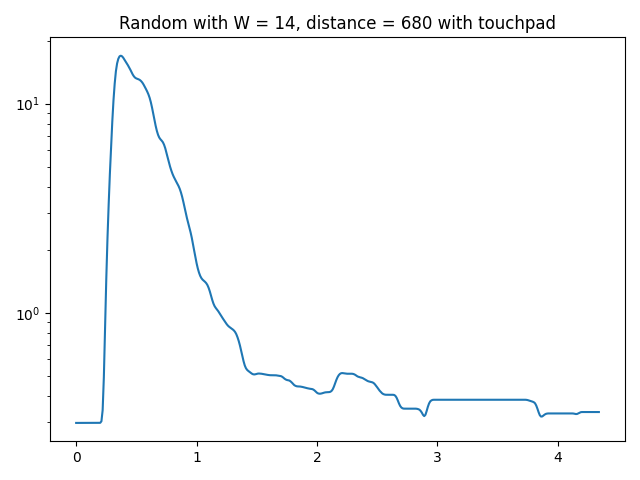 Random with W = 14, distance = 680 with touchpad
10¹
10⁰
0 1 2 3 4